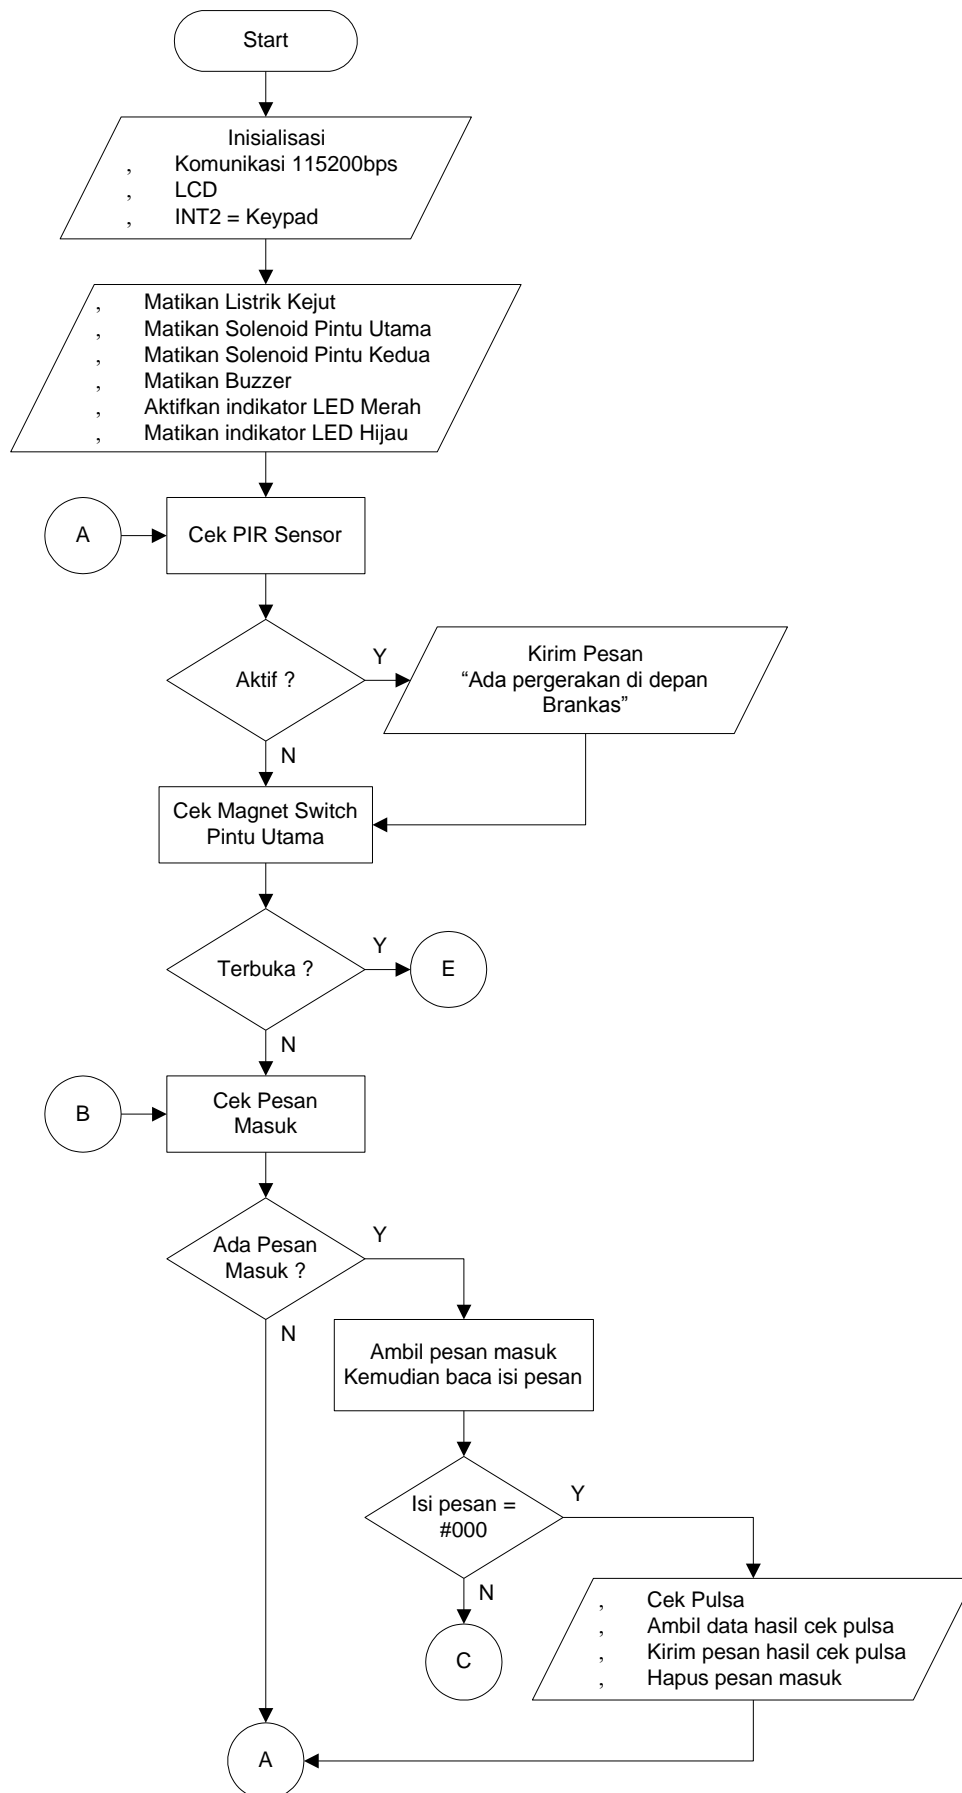 Start
Inisialisasi
, Komunikasi 115200bps
, LCD
, INT2 = Keypad
, Matikan Listrik Kejut
, Matikan Solenoid Pintu Utama
, Matikan Solenoid Pintu Kedua
, Matikan Buzzer
, Aktifkan indikator LED Merah
, Matikan indikator LED Hijau
A
Cek PIR Sensor
Aktif ?
Y
Kirim Pesan
“Ada pergerakan di depan
Brankas”
N
Cek Magnet Switch
Pintu Utama
Terbuka ?
Y
E
N
B
Cek Pesan
Masuk
Ada Pesan
Masuk ?
Y
N
Ambil pesan masuk
Kemudian baca isi pesan
Isi pesan =
#000
Y
N
C
, Cek Pulsa
, Ambil data hasil cek pulsa
, Kirim pesan hasil cek pulsa
, Hapus pesan masuk
A